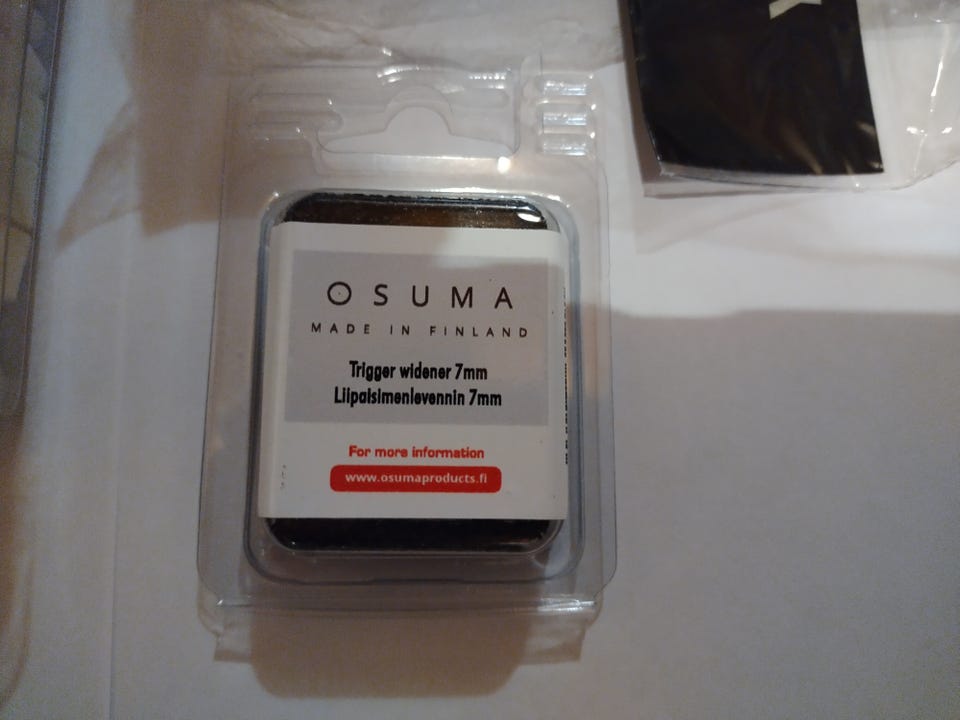 OSUMA
MADE IN FINLAND
Trigger widener 7mm
Liipaisimenlevennin 7mm
For more information
www.osumaproducts.fi